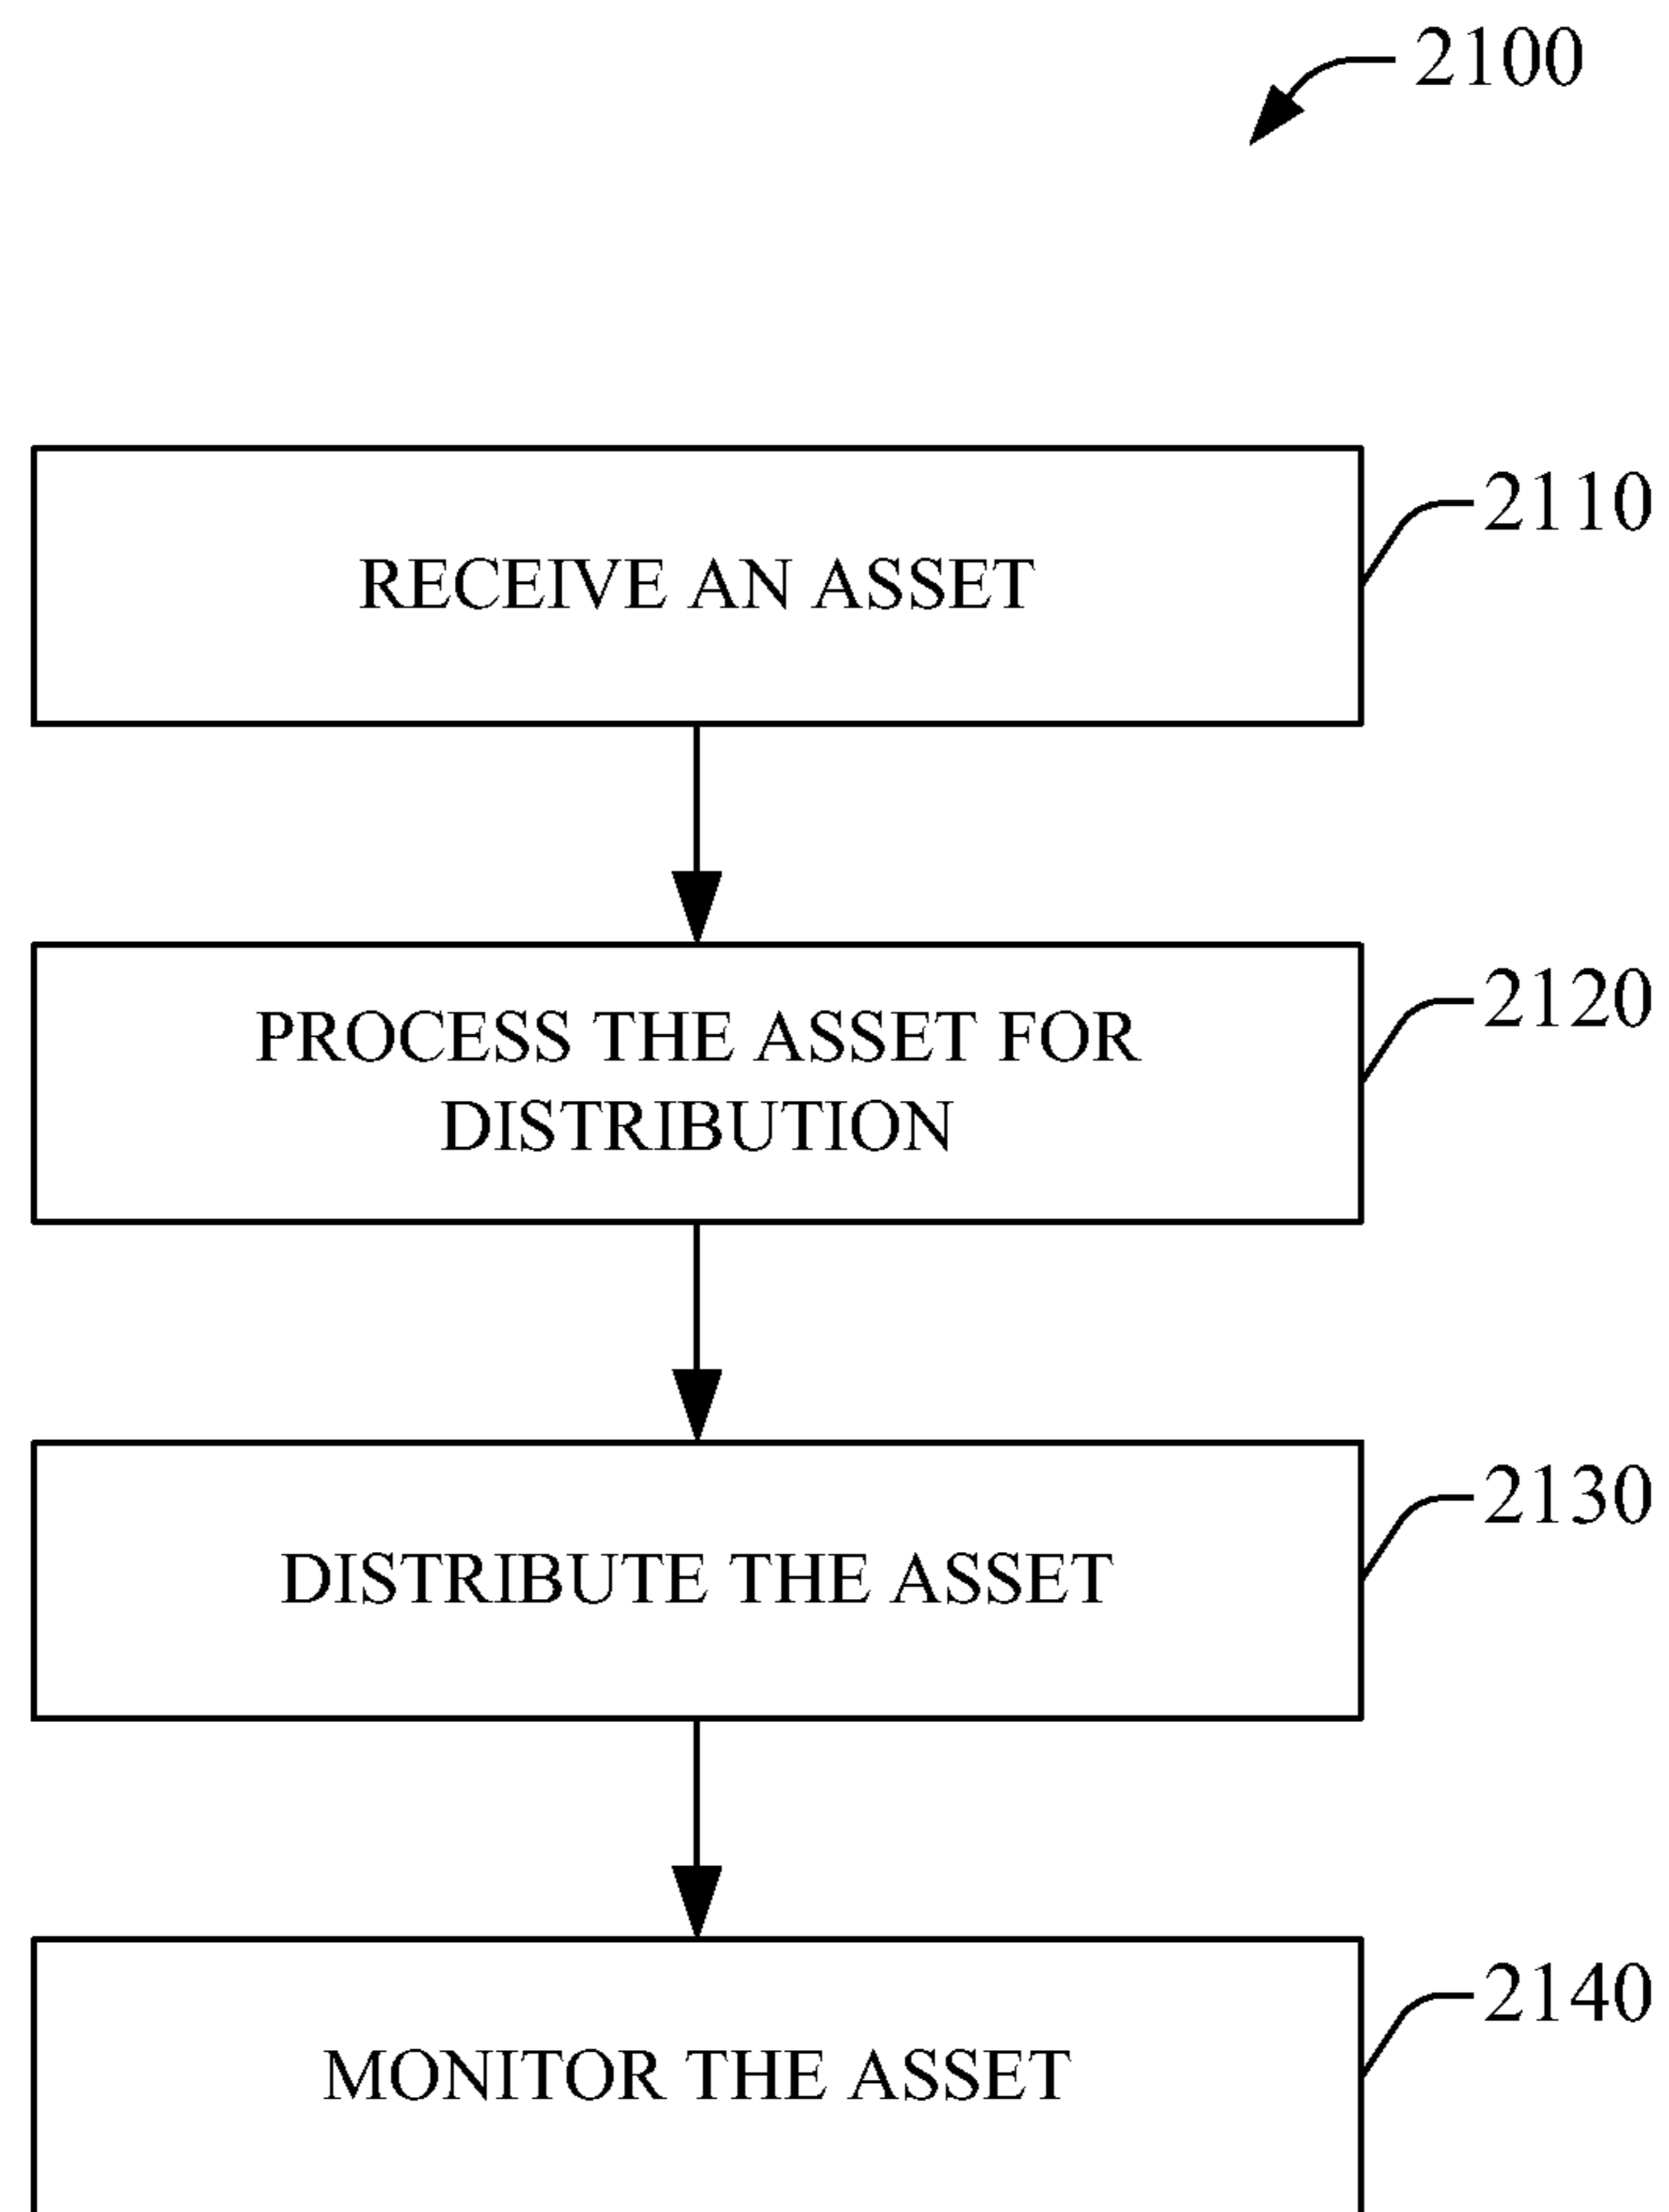 2100
RECEIVE AN ASSET
2110
PROCESS THE ASSET FOR
DISTRIBUTION
2120
DISTRIBUTE THE ASSET
2130
MONITOR THE ASSET
2140